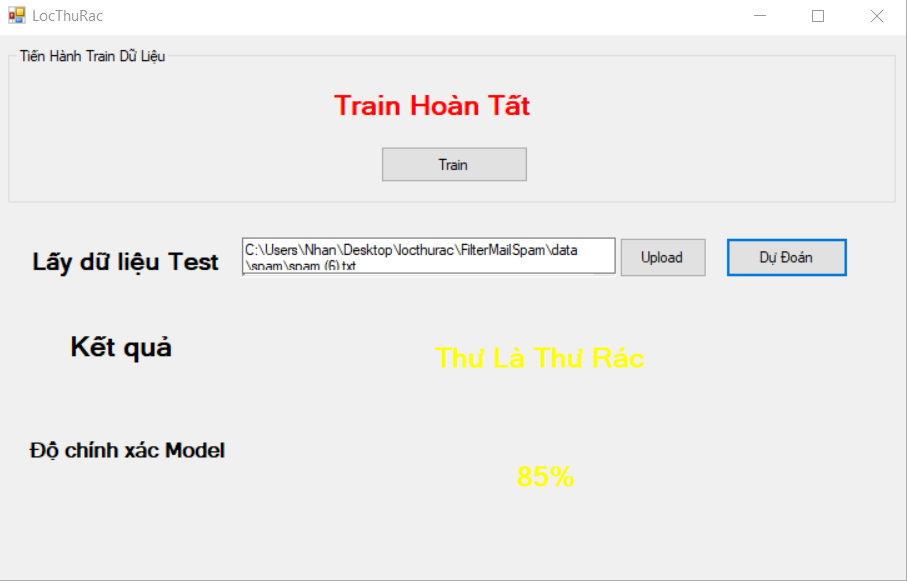 LocThuRac
Tiến Hành Train Dữ Liệu
Train Hoàn Tất
Train
Lấy dữ liệu Test
C:\Users\Nhan\Desktop\locthurac\FilterMailSpam\data
\spam\spam (6).txt
Upload
Dự Đoán
Kết quả
Thư Là Thư Rác
Độ chính xác Model
85%